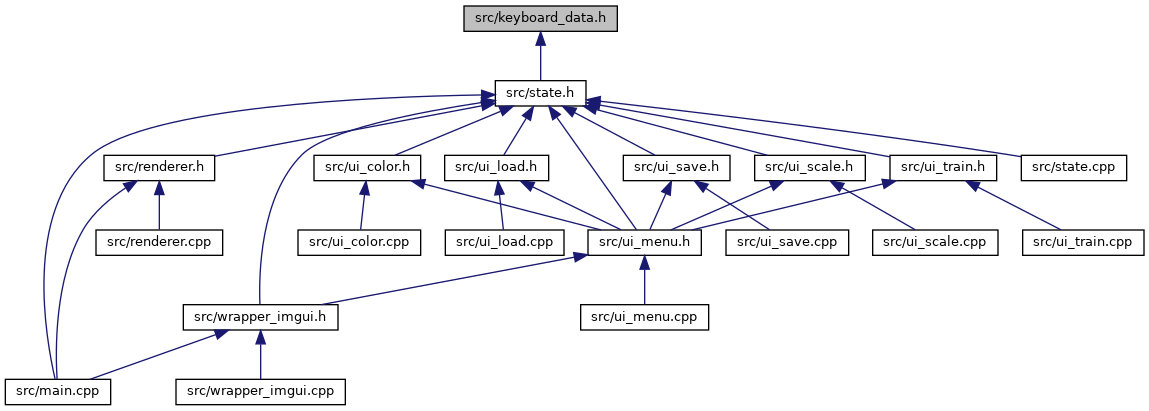 src/keyboard_data.h
src/state.h
src/renderer.h
src/ui_color.h
src/ui_load.h
src/ui_save.h
src/ui_scale.h
src/ui_train.h
src/state.cpp
src/renderer.cpp
src/ui_color.cpp
src/ui_load.cpp
src/ui_menu.h
src/ui_save.cpp
src/ui_scale.cpp
src/ui_train.cpp
src/wrapper_imgui.h
src/ui_menu.cpp
src/main.cpp
src/wrapper_imgui.cpp